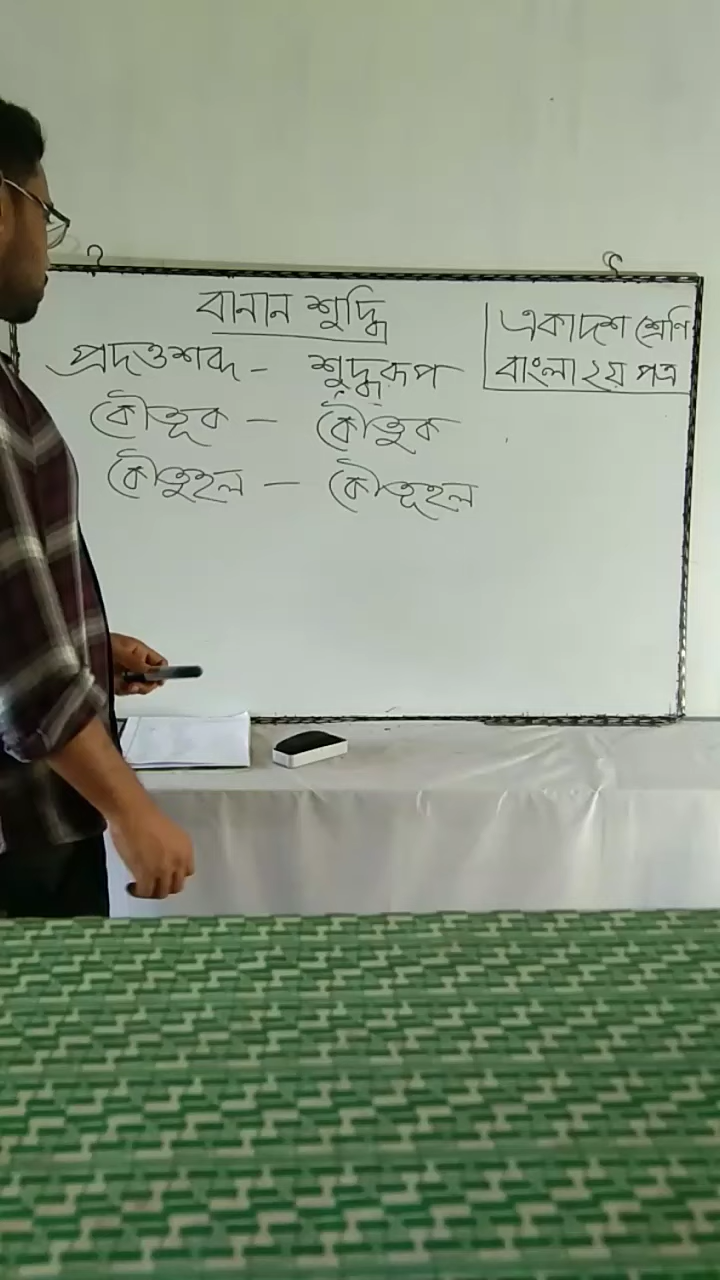 বানান শুদ্ধি
একাদশ শ্রেণি
বাংলা ২য় পত্র
প্রদত্তশব্দ - শুদ্ধরূপ
কৌতূক - কৌতুক
কৌতুহল - কৌতূহল